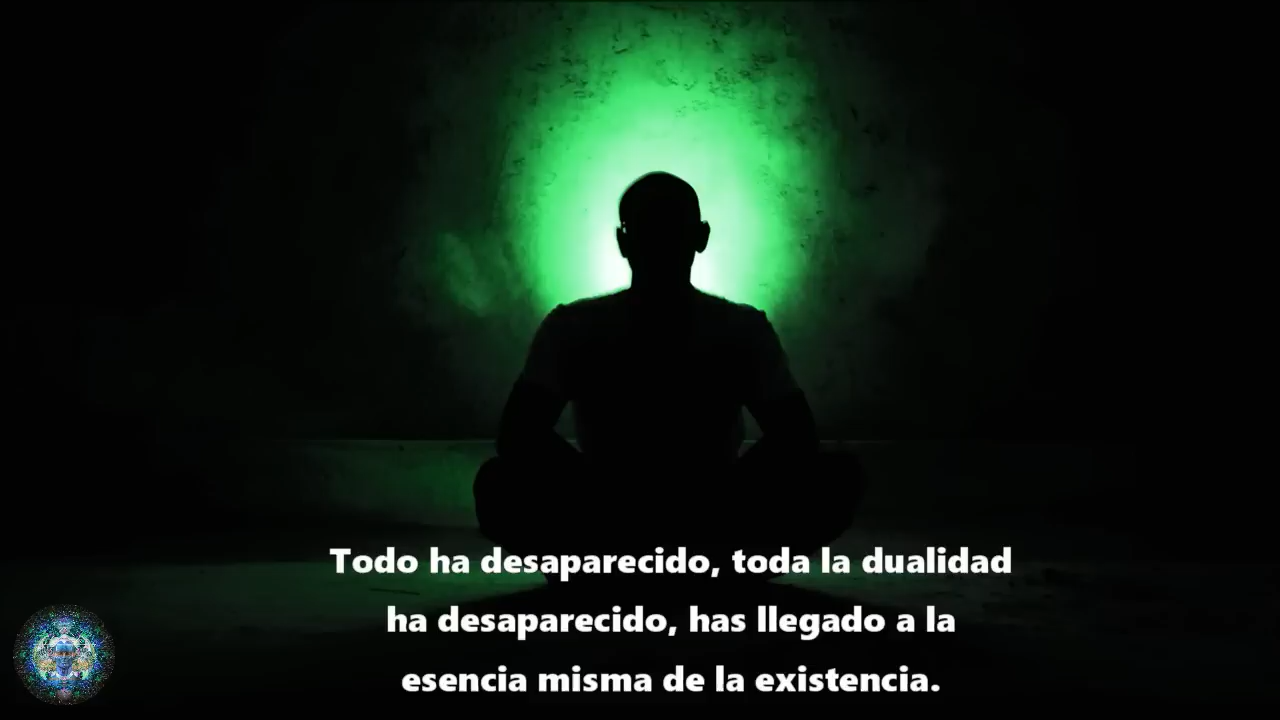 Todo ha desaparecido, toda la dualidad
ha desaparecido, has llegado a la
esencia misma de la existencia.